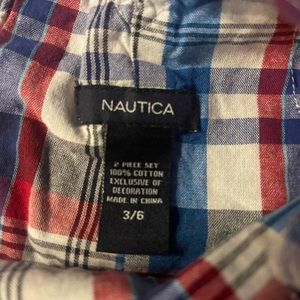 NAUTICA
2 PIECE SET
100% COTTON
EXCLUSIVE OF
DECORATION
MADE IN CHINA
3/6